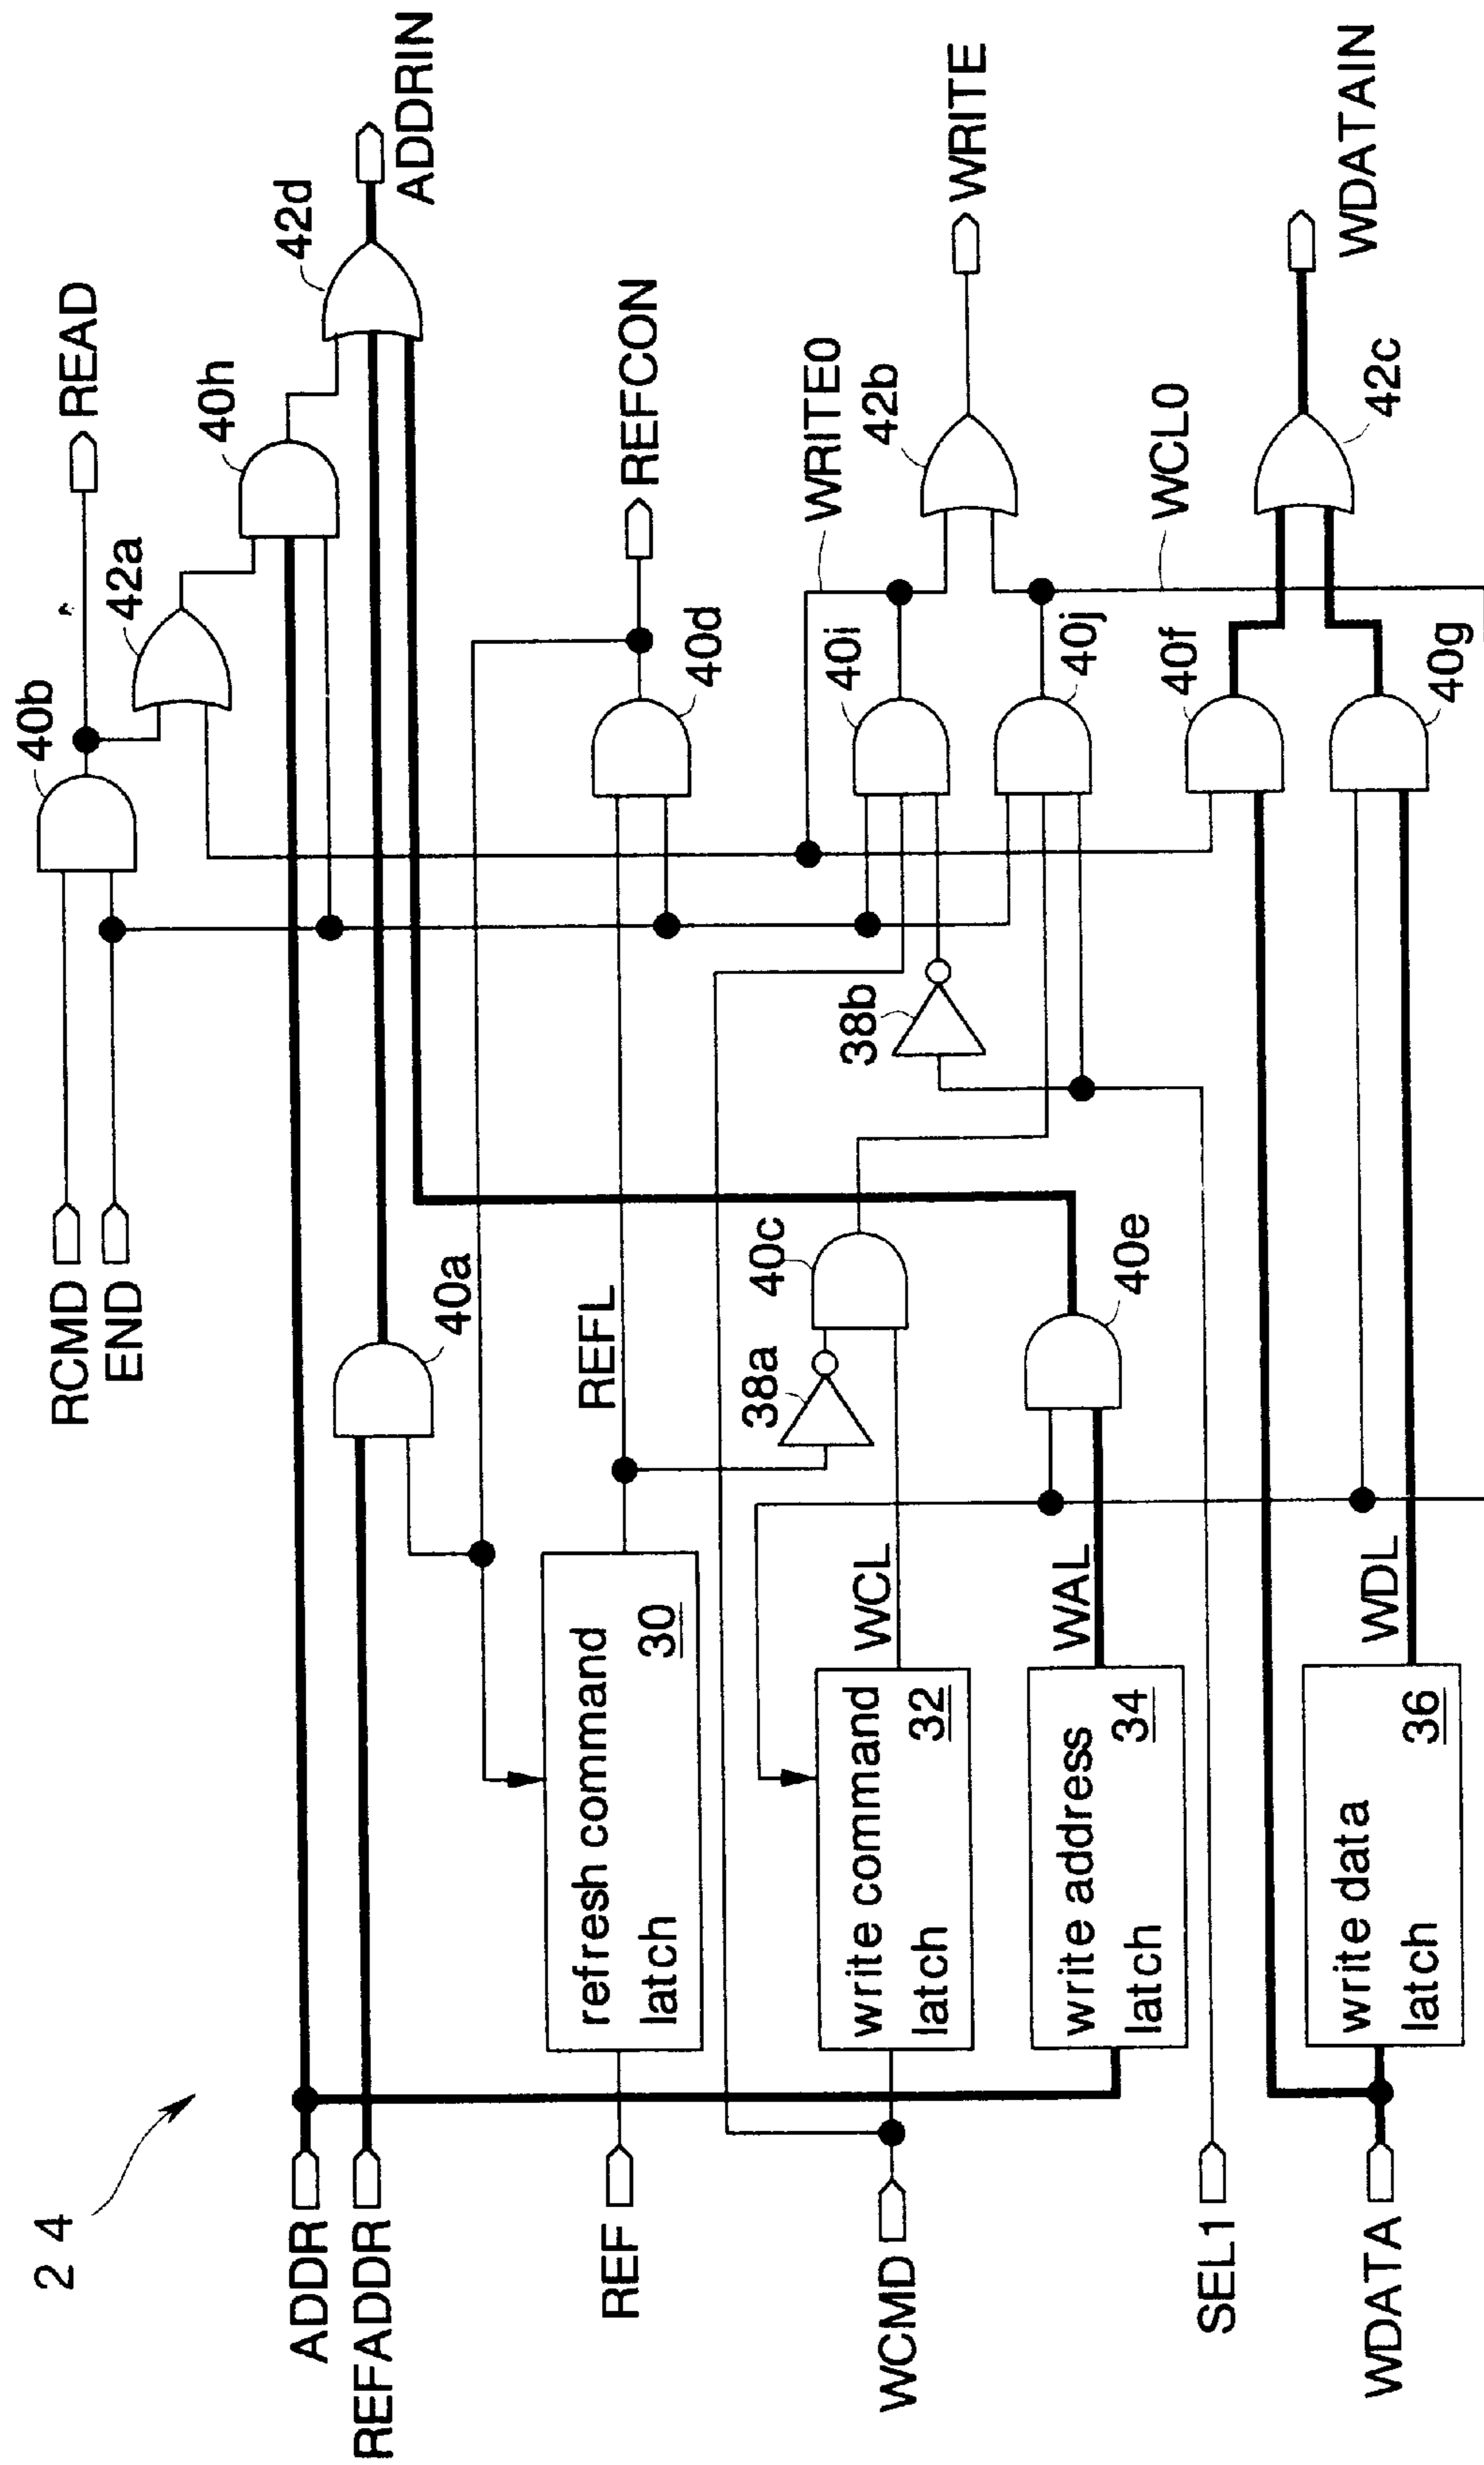 2 4
ADDR
REFADDR
REF
WCMD
SEL1
WDATA
refresh command
latch
30
write command
latch
32
write address
latch
34
write data
latch
36
WCL
WAL
WDL
RCMD
END
40a
REFL
38a
40c
40e
38b
40b
42a
40h
42d
40d
40i
40j
40f
40g
WRITE0
42b
WCL0
42c
READ
ADDRIN
REFCON
WRITE
WDATAIN